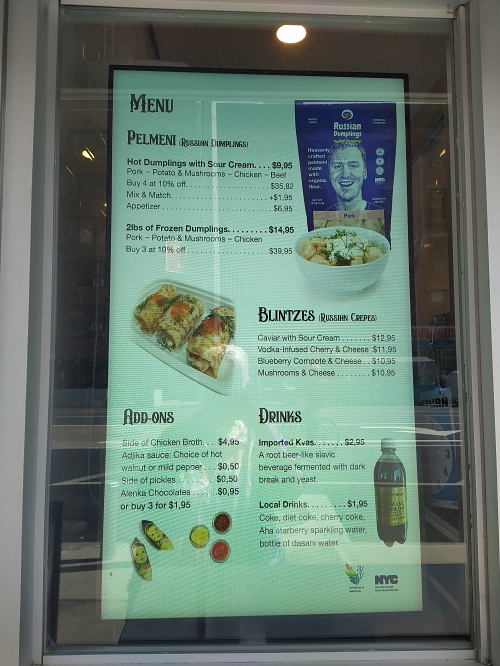 MENU
PELMENI (RUSSIAN DUMPLINGS)
Hot Dumplings with Sour Cream. . . . $9,95
Pork ~ Potato & Mushrooms ~ Chicken ~ Beef
Buy 4 at 10% off. . . . . . . . . . . . . . . . . . . . $35,82
Mix & Match. . . . . . . . . . . . . . . . . . . . . . . +$1,95
Appetizer . . . . . . . . . . . . . . . . . . . . . . . . . $6,95
2lbs of Frozen Dumplings. . . . . . . . . . $14,95
Pork ~ Potato & Mushrooms ~ Chicken
Buy 3 at 10% off . . . . . . . . . . . . . . . . . . . $39,95
Russian
Dumplings
Heavenly
crafted
pelmeni
made
with
organic
flour.
NYC
Pork
BLINTZES (RUSSIAN CREPES)
Caviar with Sour Cream . . . . . . . $12,95
Vodka-Infused Cherry & Cheese .$11,95
Blueberry Compote & Cheese . . . $10,95
Mushrooms & Cheese . . . . . . . . . $10,95
ADD-ONS
Side of Chicken Broth. . . $4,95
Adjika sauce: Choice of hot
walnut or mild pepper. . . $0,50
Side of pickles . . . . . . . . $0,50
Alenka Chocolates . . . . .$0,95
or buy 3 for $1,95
DRINKS
Imported Kvas. . . . . . . $2,95
A root beer-like slavic
beverage fermented with dark
break and yeast.
Local Drinks. . . . . . . . . $1,95
Coke, diet coke, cherry coke,
Aha starberry sparkling water,
bottle of dasani water.
NYC